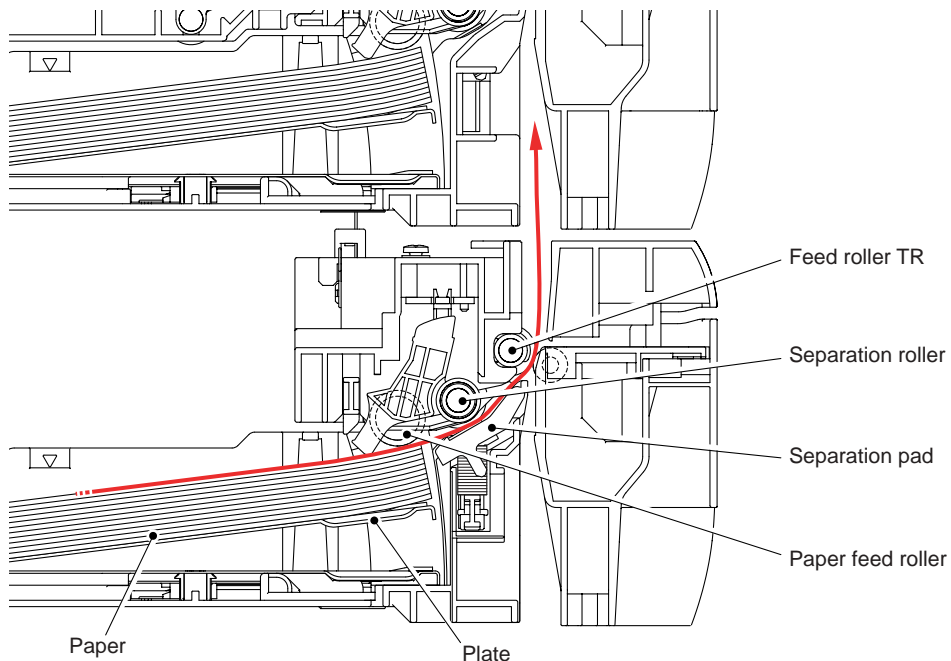 Feed roller TR
Separation roller
Separation pad
Paper feed roller
Paper
Plate